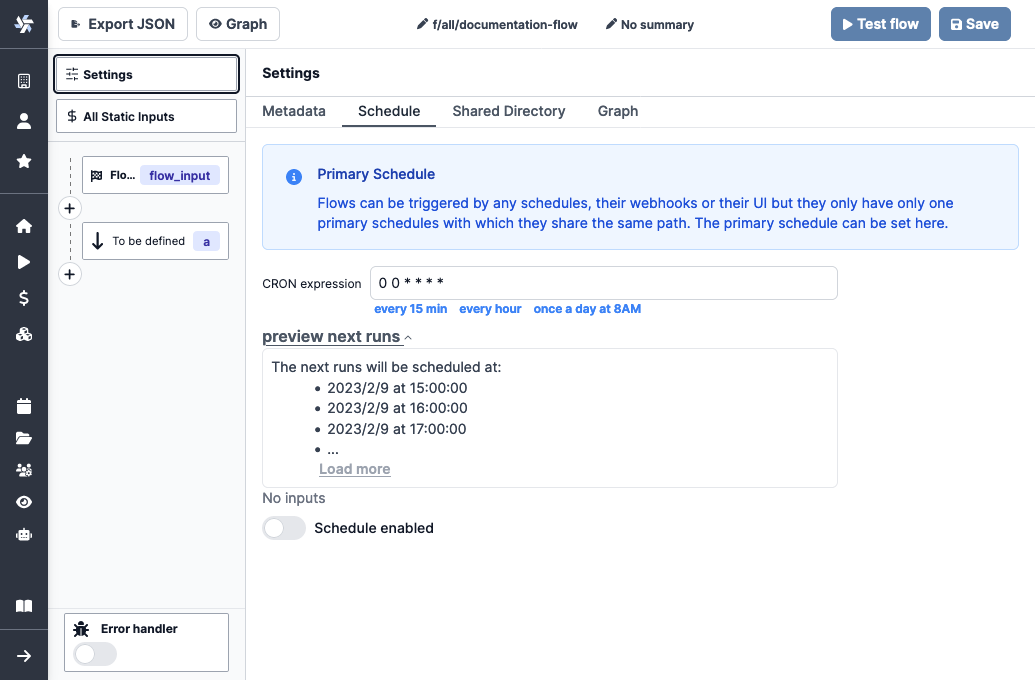 Export JSON
Graph
f/all/documentation-flow
No summary
Test flow
Save
Settings
All Static Inputs
Flo...
flow_input
To be defined
a
Error handler
Settings
Metadata
Schedule
Shared Directory
Graph
Primary Schedule
Flows can be triggered by any schedules, their webhooks or their UI but they only have only one
primary schedules with which they share the same path. The primary schedule can be set here.
CRON expression
0 0 * * * *
every 15 min
every hour
once a day at 8AM
preview next runs
The next runs will be scheduled at:
• 2023/2/9 at 15:00:00
• 2023/2/9 at 16:00:00
• 2023/2/9 at 17:00:00
• ...
Load more
No inputs
Schedule enabled